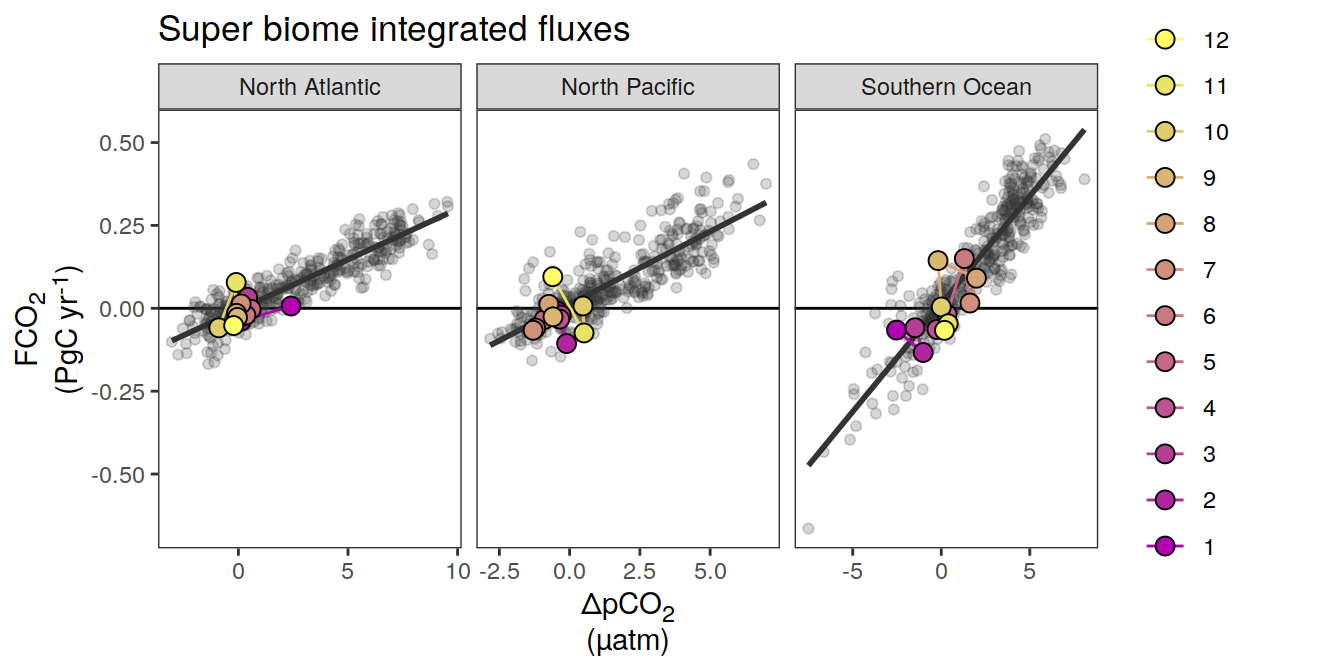 Super biome integrated fluxes
North Atlantic
North Pacific
Southern Ocean
FCO₂
(PgC yr⁻¹)
0.50
0.25
0.00
-0.25
-0.50
0 5 10
-2.5 0.0 2.5 5.0
-5 0 5
ΔpCO₂
(µatm)
12
11
10
9
8
7
6
5
4
3
2
1